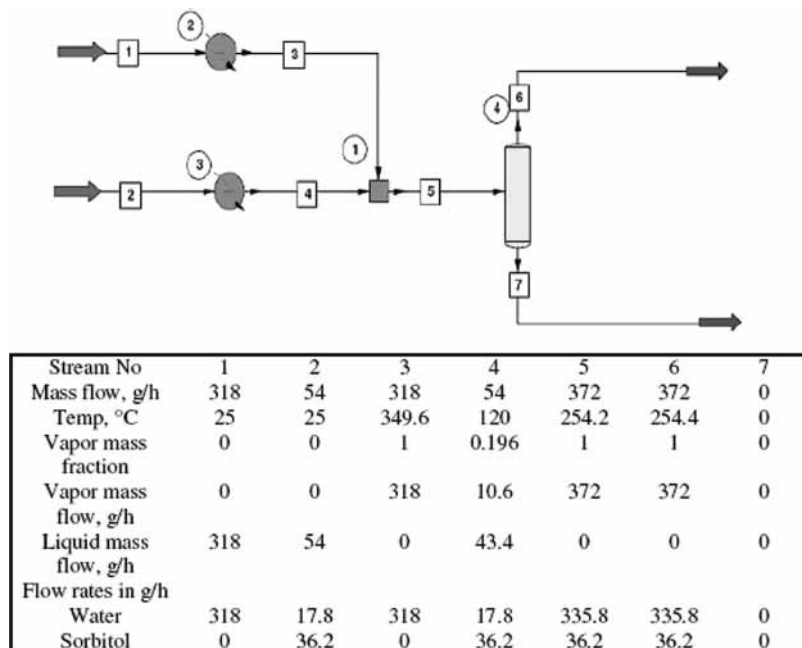 2
1
3
6
4
1
3
2
4
5
7
Stream No 1 2 3 4 5 6 7
Mass flow, g/h 318 54 318 54 372 372 0
Temp, °C 25 25 349.6 120 254.2 254.4 0
Vapor mass 0 0 1 0.196 1 1 0
fraction
Vapor mass 0 0 318 10.6 372 372 0
flow, g/h
Liquid mass 318 54 0 43.4 0 0 0
flow, g/h
Flow rates in g/h
Water 318 17.8 318 17.8 335.8 335.8 0
Sorbitol 0 36.2 0 36.2 36.2 36.2 0